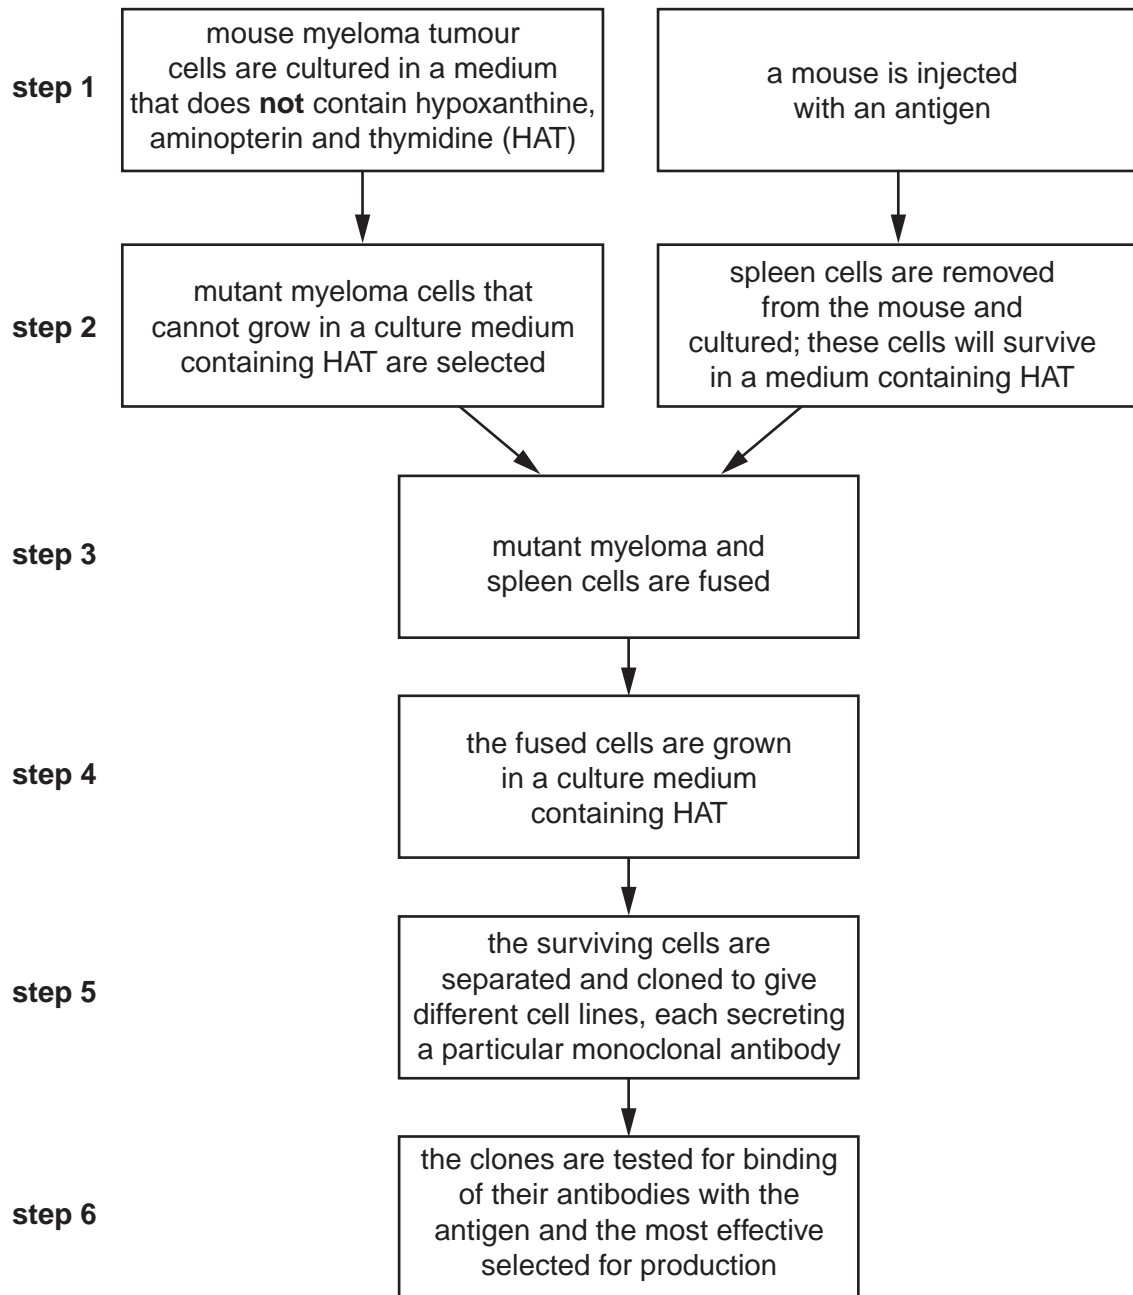 step 1
mouse myeloma tumour
cells are cultured in a medium
that does not contain hypoxanthine,
aminopterin and thymidine (HAT)
a mouse is injected
with an antigen
step 2
mutant myeloma cells that
cannot grow in a culture medium
containing HAT are selected
spleen cells are removed
from the mouse and
cultured; these cells will survive
in a medium containing HAT
step 3
mutant myeloma and
spleen cells are fused
step 4
the fused cells are grown
in a culture medium
containing HAT
step 5
the surviving cells are
separated and cloned to give
different cell lines, each secreting
a particular monoclonal antibody
step 6
the clones are tested for binding
of their antibodies with the
antigen and the most effective
selected for production